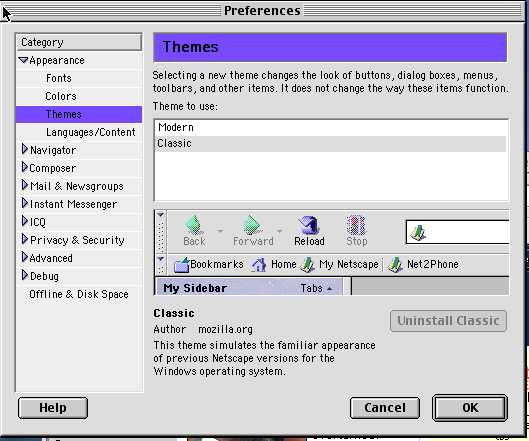 Preferences
Category
Appearance
Fonts
Colors
Themes
Languages/Content
Navigator
Composer
Mail & Newsgroups
Instant Messenger
ICQ
Privacy & Security
Advanced
Debug
Offline & Disk Space
Themes
Selecting a new theme changes the look of buttons, dialog boxes, menus,
toolbars, and other items. It does not change the way these items function.
Theme to use:
Modern
Classic
Back Forward Reload Stop
Bookmarks Home My Netscape Net2Phone
My Sidebar Tabs
Classic
Author mozilla.org
This theme simulates the familiar appearance
of previous Netscape versions for the
Windows operating system.
Uninstall Classic
Help Cancel OK